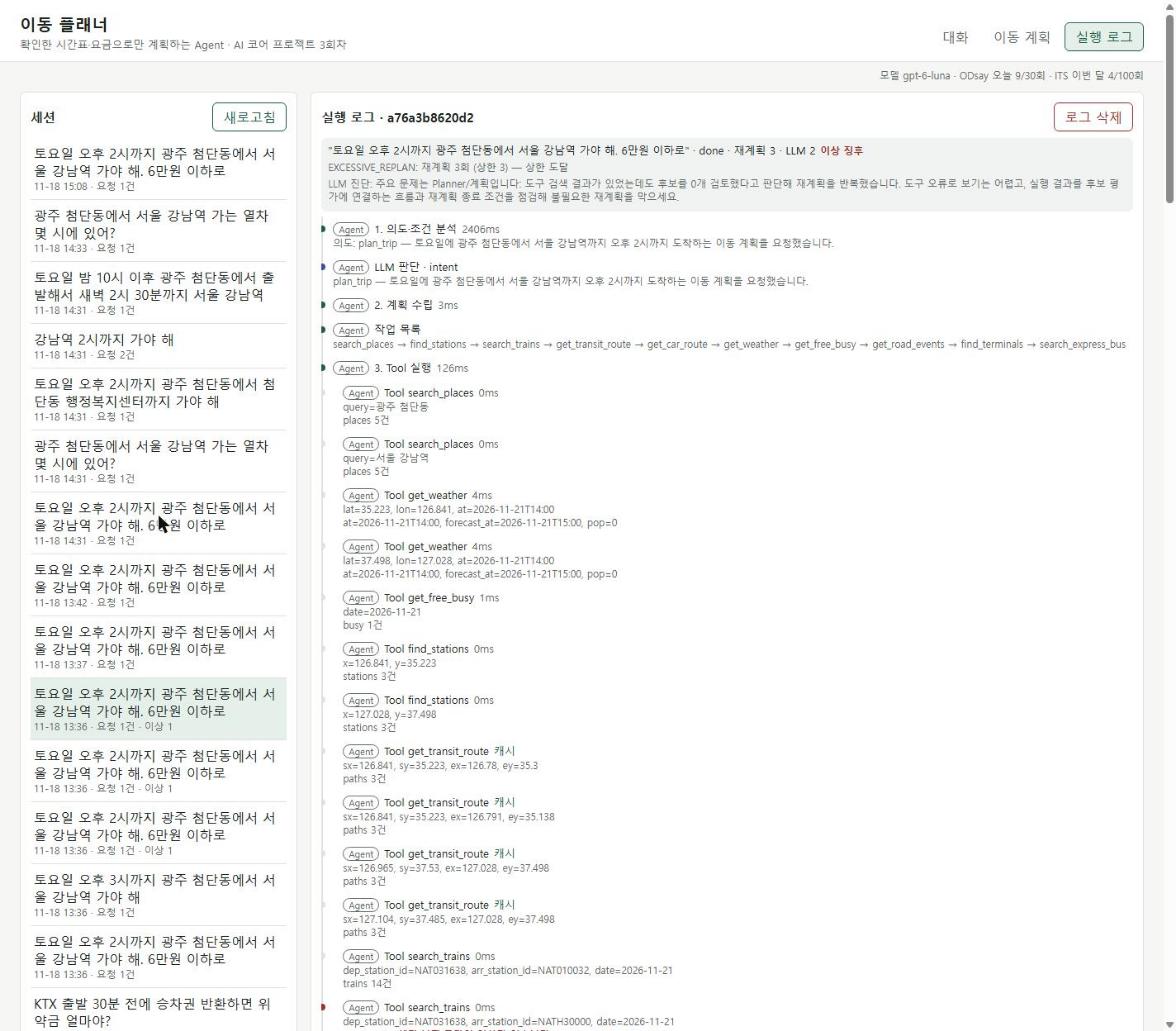 이동 플래너
확인한 시간표·요금으로만 계획하는 Agent · AI 코어 프로젝트 3회자
대화
이동 계획
실행 로그
모델 gpt-6-luna · ODsay 오늘 9/30회 · ITS 이번 달 4/100회
세션
새로고침
토요일 오후 2시까지 광주 첨단동에서 서
울 강남역 가야 해. 6만원 이하로
11-18 15:08 · 요청 1건
광주 첨단동에서 서울 강남역 가는 열차
몇 시에 있어?
11-18 14:33 · 요청 1건
토요일 밤 10시 이후 광주 첨단동에서 출
발해서 새벽 2시 30분까지 서울 강남역
11-18 14:31 · 요청 1건
강남역 2시까지 가야 해
11-18 14:31 · 요청 2건
토요일 오후 2시까지 광주 첨단동에서 첨
단동 행정복지센터까지 가야 해
11-18 14:31 · 요청 1건
광주 첨단동에서 서울 강남역 가는 열차
몇 시에 있어?
11-18 14:31 · 요청 1건
토요일 오후 2시까지 광주 첨단동에서 서
울 강남역 가야 해. 6만원 이하로
11-18 14:31 · 요청 1건
토요일 오후 2시까지 광주 첨단동에서 서
울 강남역 가야 해. 6만원 이하로
11-18 13:42 · 요청 1건
토요일 오후 2시까지 광주 첨단동에서 서
울 강남역 가야 해. 6만원 이하로
11-18 13:37 · 요청 1건
토요일 오후 2시까지 광주 첨단동에서 서
울 강남역 가야 해. 6만원 이하로
11-18 13:36 · 요청 1건 · 이상 1
토요일 오후 2시까지 광주 첨단동에서 서
울 강남역 가야 해. 6만원 이하로
11-18 13:36 · 요청 1건 · 이상 1
토요일 오후 2시까지 광주 첨단동에서 서
울 강남역 가야 해. 6만원 이하로
11-18 13:36 · 요청 1건 · 이상 1
토요일 오후 3시까지 광주 첨단동에서 서
울 강남역 가야 해
11-18 13:36 · 요청 1건
토요일 오후 2시까지 광주 첨단동에서 서
울 강남역 가야 해. 6만원 이하로
11-18 13:36 · 요청 1건
KTX 출발 30분 전에 승차권 반환하면 위
약금 얼마야?
실행 로그 · a76a3b8620d2
로그 삭제
"토요일 오후 2시까지 광주 첨단동에서 서울 강남역 가야 해. 6만원 이하로" · done · 재계획 3 · LLM 2 이상 징후
EXCESSIVE_REPLAN: 재계획 3회 (상한 3) — 상한 도달
LLM 진단: 주요 문제는 Planner/계획입니다: 도구 검색 결과가 있었는데도 후보를 0개 검토했다고 판단해 재계획을 반복했습니다. 도구 오류로 보기는 어렵고, 실행 결과를 후보 평
가에 연결하는 흐름과 재계획 종료 조건을 점검해 불필요한 재계획을 막으세요.
Agent 1. 의도·조건 분석 2406ms
의도: plan_trip — 토요일에 광주 첨단동에서 서울 강남역까지 오후 2시까지 도착하는 이동 계획을 요청했습니다.
Agent LLM 판단 · intent
plan_trip — 토요일에 광주 첨단동에서 서울 강남역까지 오후 2시까지 도착하는 이동 계획을 요청했습니다.
Agent 2. 계획 수립 3ms
Agent 작업 목록
search_places → find_stations → search_trains → get_transit_route → get_car_route → get_weather → get_free_busy → get_road_events → find_terminals → search_express_bus
Agent 3. Tool 실행 126ms
Agent Tool search_places 0ms
query=광주 첨단동
places 5건
Agent Tool search_places 0ms
query=서울 강남역
places 5건
Agent Tool get_weather 4ms
lat=35.223, lon=126.841, at=2026-11-21T14:00
at=2026-11-21T14:00, forecast_at=2026-11-21T15:00, pop=0
Agent Tool get_weather 4ms
lat=37.498, lon=127.028, at=2026-11-21T14:00
at=2026-11-21T14:00, forecast_at=2026-11-21T15:00, pop=0
Agent Tool get_free_busy 1ms
date=2026-11-21
busy 1건
Agent Tool find_stations 0ms
x=126.841, y=35.223
stations 3건
Agent Tool find_stations 0ms
x=127.028, y=37.498
stations 3건
Agent Tool get_transit_route 캐시
sx=126.841, sy=35.223, ex=126.78, ey=35.3
paths 3건
Agent Tool get_transit_route 캐시
sx=126.841, sy=35.223, ex=126.791, ey=35.138
paths 3건
Agent Tool get_transit_route 캐시
sx=126.965, sy=37.53, ex=127.028, ey=37.498
paths 3건
Agent Tool get_transit_route 캐시
sx=127.104, sy=37.485, ex=127.028, ey=37.498
paths 3건
Agent Tool search_trains 0ms
dep_station_id=NAT031638, arr_station_id=NAT010032, date=2026-11-21
trains 14건
Agent Tool search_trains 0ms
dep_station_id=NAT031638, arr_station_id=NATH30000, date=2026-11-21